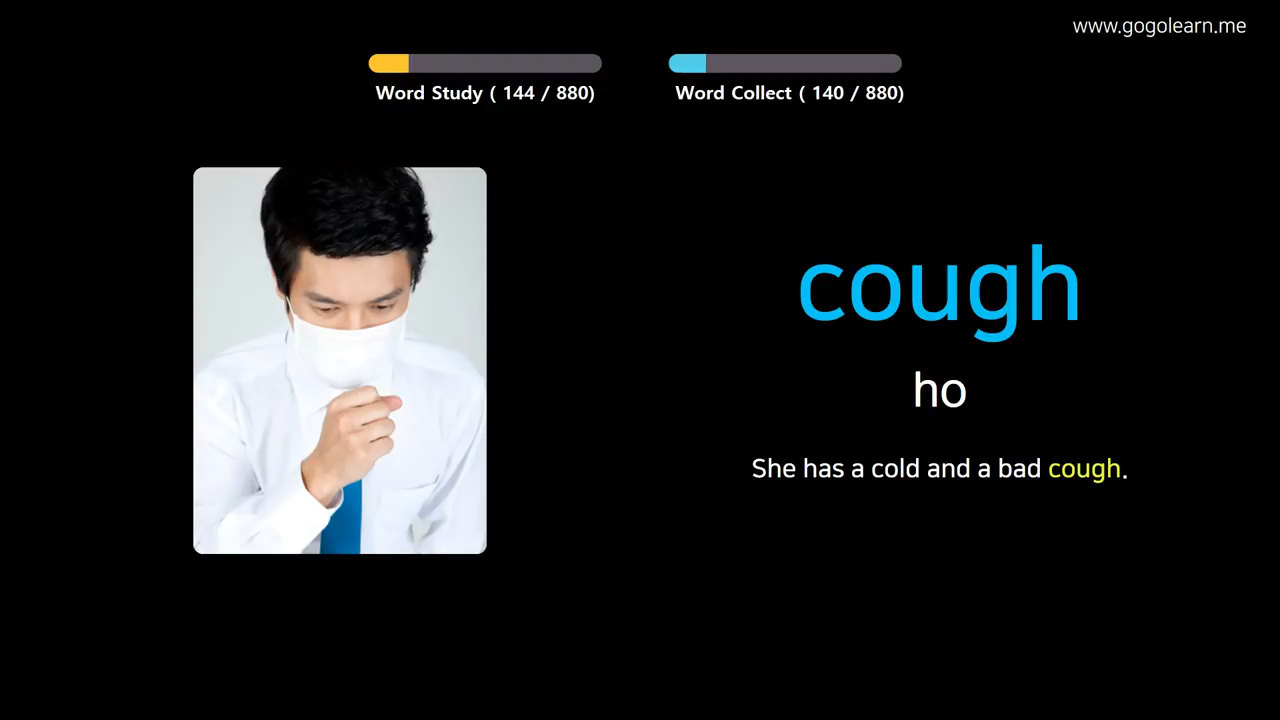 www.gogolearn.me
Word Study ( 144 / 880)
Word Collect ( 140 / 880)
cough
ho
She has a cold and a bad cough.